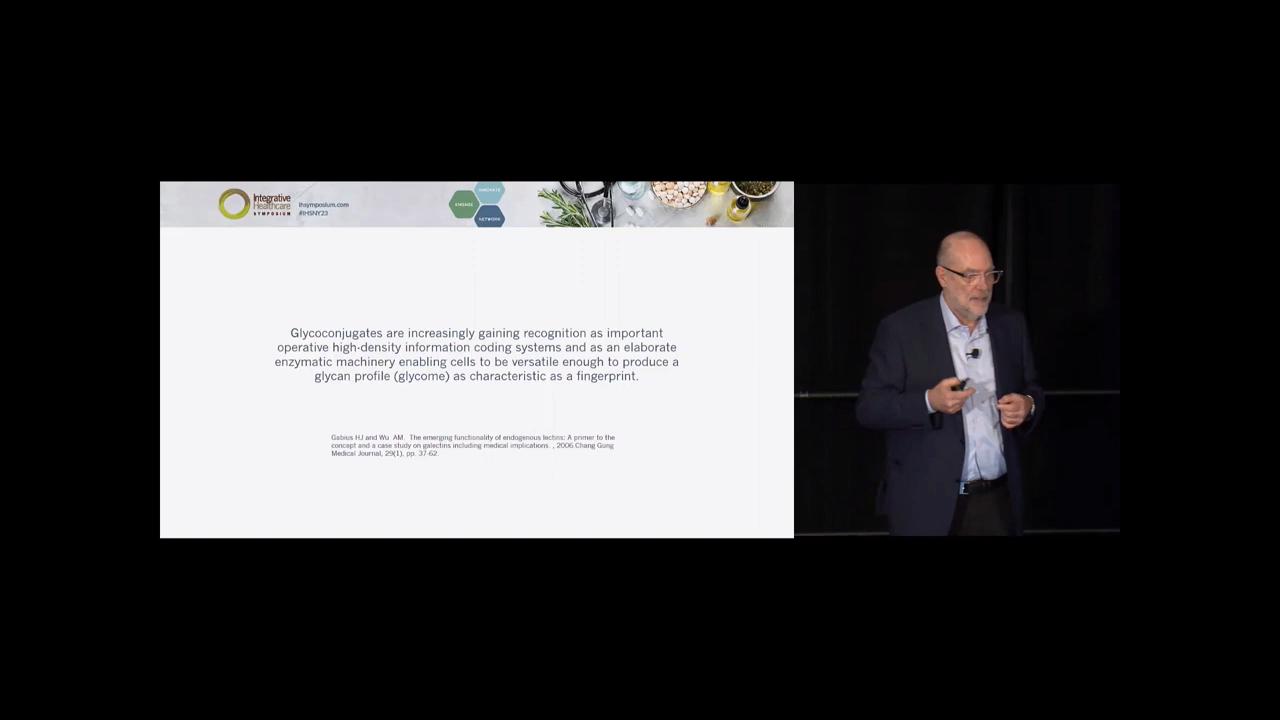 Integrative
Healthcare
SYMPOSIUM
ihsymposium.com
#IHSNY23
INNOVATE
ENGAGE
NETWORK
Glycoconjugates are increasingly gaining recognition as important
operative high-density information coding systems and as an elaborate
enzymatic machinery enabling cells to be versatile enough to produce a
glycan profile (glycome) as characteristic as a fingerprint.
Gabius HJ and Wu AM. The emerging functionality of endogenous lectins: A primer to the
concept and a case study on galectins including medical implications. , 2006 Chang Gung
Medical Journal, 29(1), pp. 37-62.